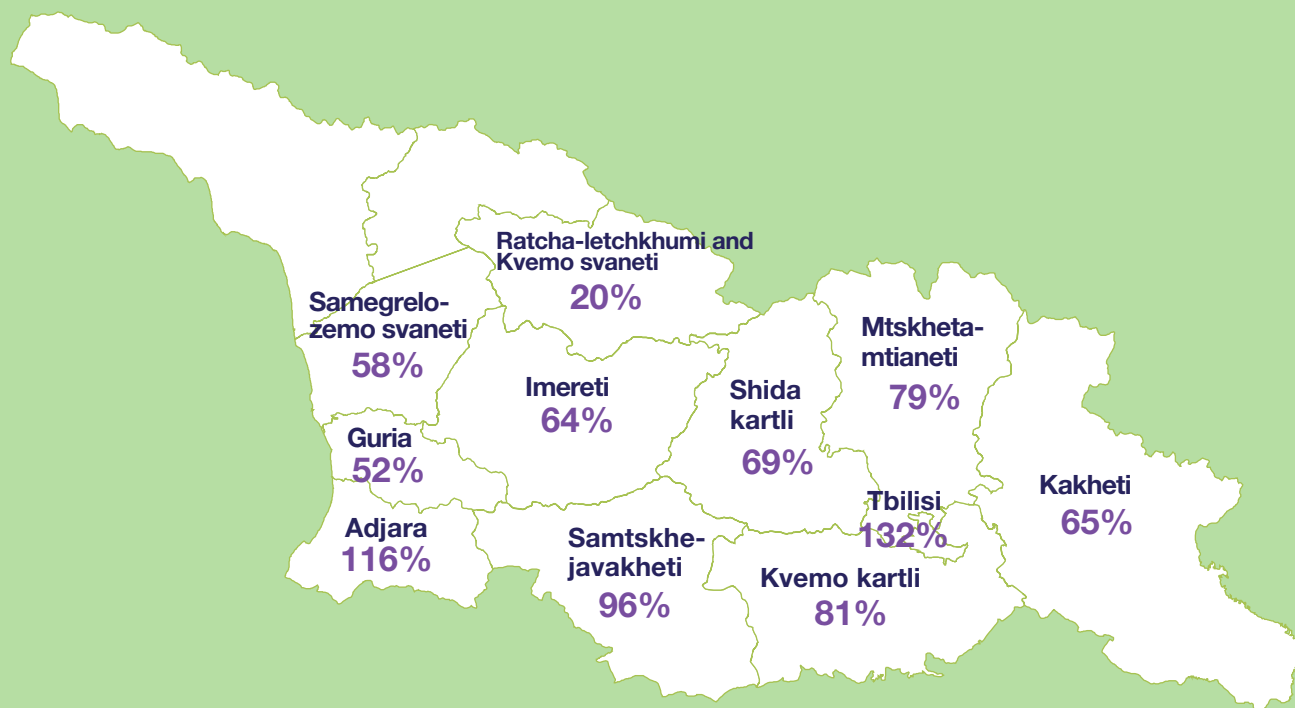 Ratcha-letchkhumi and
Kvemo svaneti
20%
Samegrelo-
zemo svaneti
58%
Mtskheta-
mtianeti
79%
Imereti
64%
Shida
kartli
69%
Guria
52%
Kakheti
65%
Tbilisi
132%
Adjara
116%
Samtskhe-
javakheti
96%
Kvemo kartli
81%